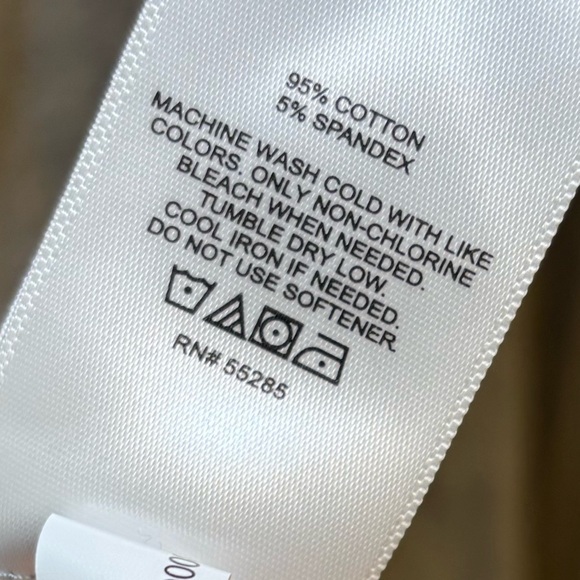 95% COTTON
5% SPANDEX
MACHINE WASH COLD WITH LIKE
COLORS. ONLY NON-CHLORINE
BLEACH WHEN NEEDED.
TUMBLE DRY LOW.
COOL IRON IF NEEDED.
DO NOT USE SOFTENER.
RN# 55285